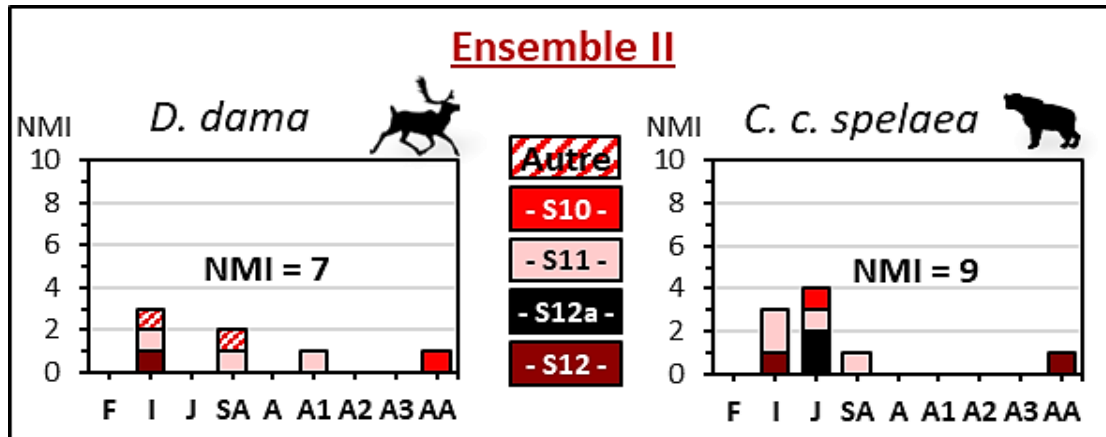 Ensemble II
D. dama
NMI
10
8
6
4
2
0
NMI = 7
F I J SA A A1 A2 A3 AA
Autre
- S10 -
- S11 -
- S12a -
- S12 -
C. c. spelaea
NMI
10
8
6
4
2
0
NMI = 9
F I J SA A A1 A2 A3 AA